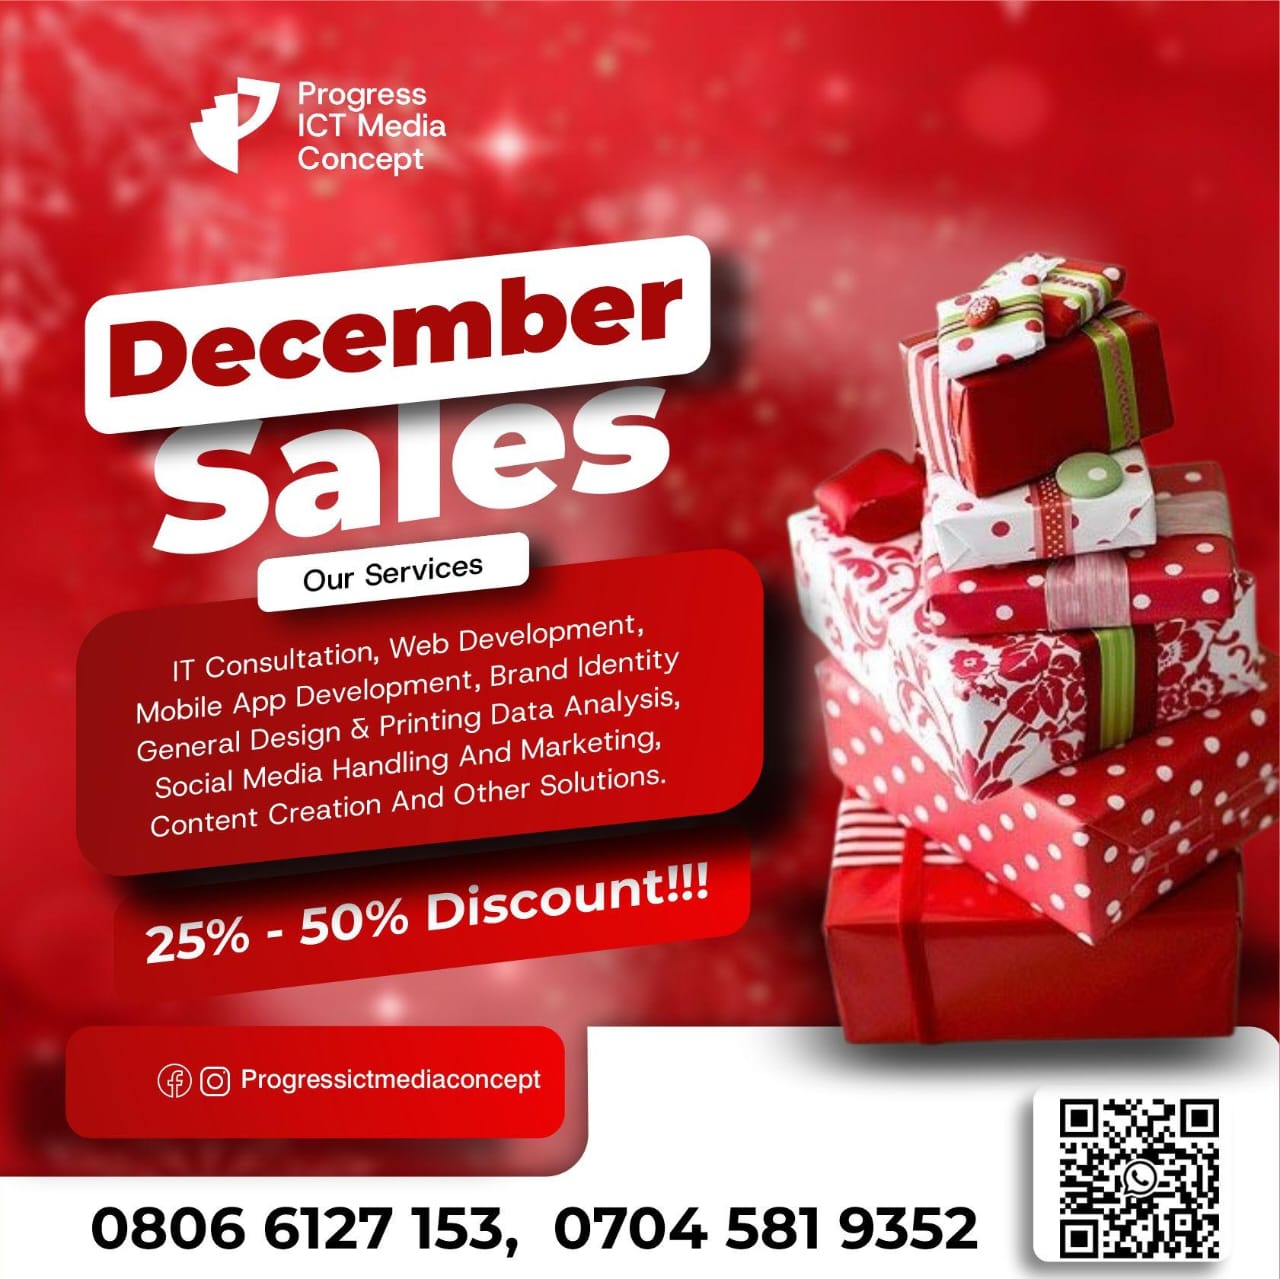 Progress
ICT Media
Concept
December
Sales
Our Services
IT Consultation, Web Development,
Mobile App Development, Brand Identity
General Design & Printing Data Analysis,
Social Media Handling And Marketing,
Content Creation And Other Solutions.
25% - 50% Discount!!!
Progressictmediaconcept
0806 6127 153, 0704 581 9352